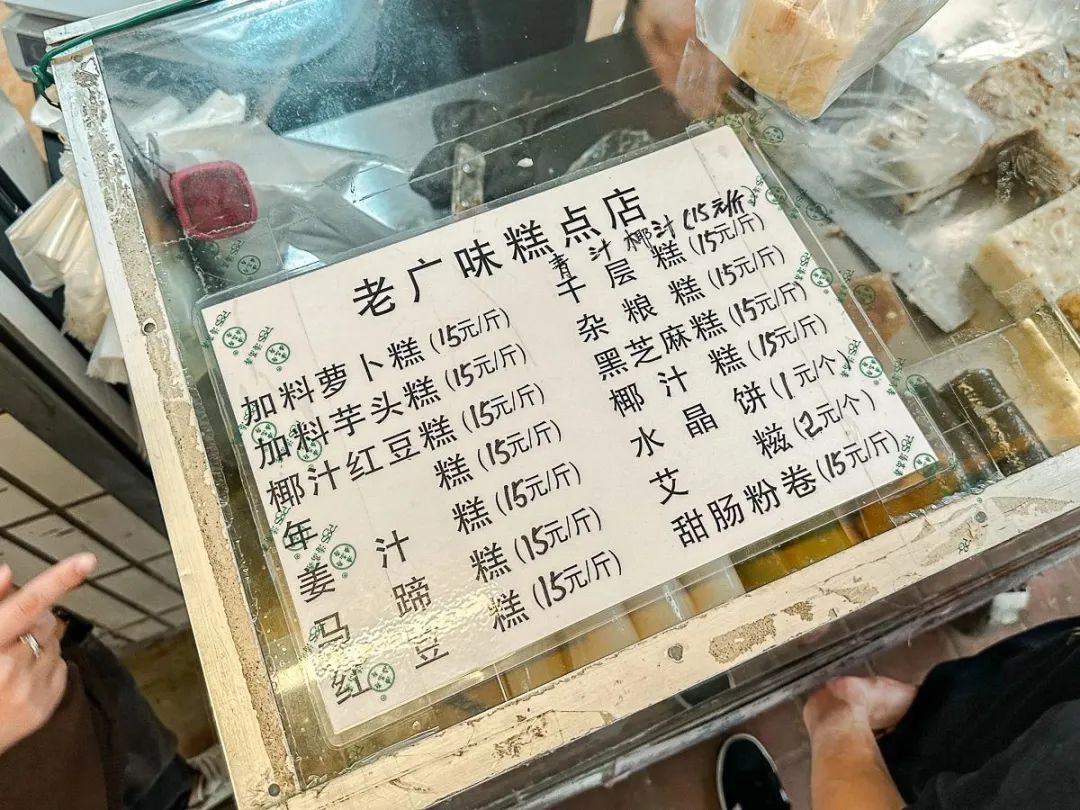 老广味糕点店
加料萝卜糕(15元/斤)
加料芋头糕(15元/斤)
椰汁红豆糕(15元/斤)
年糕(15元/斤)
姜汁糕(15元/斤)
马蹄糕(15元/斤)
红豆糕(15元/斤)
青汁椰汁(15元斤
千层糕(15元/斤)
杂粮糕(15元/斤)
黑芝麻糕(15元/斤)
椰汁糕(15元/斤)
水晶饼(1元/个)
艾糍(2元/个)
甜肠粉卷(15元/斤)